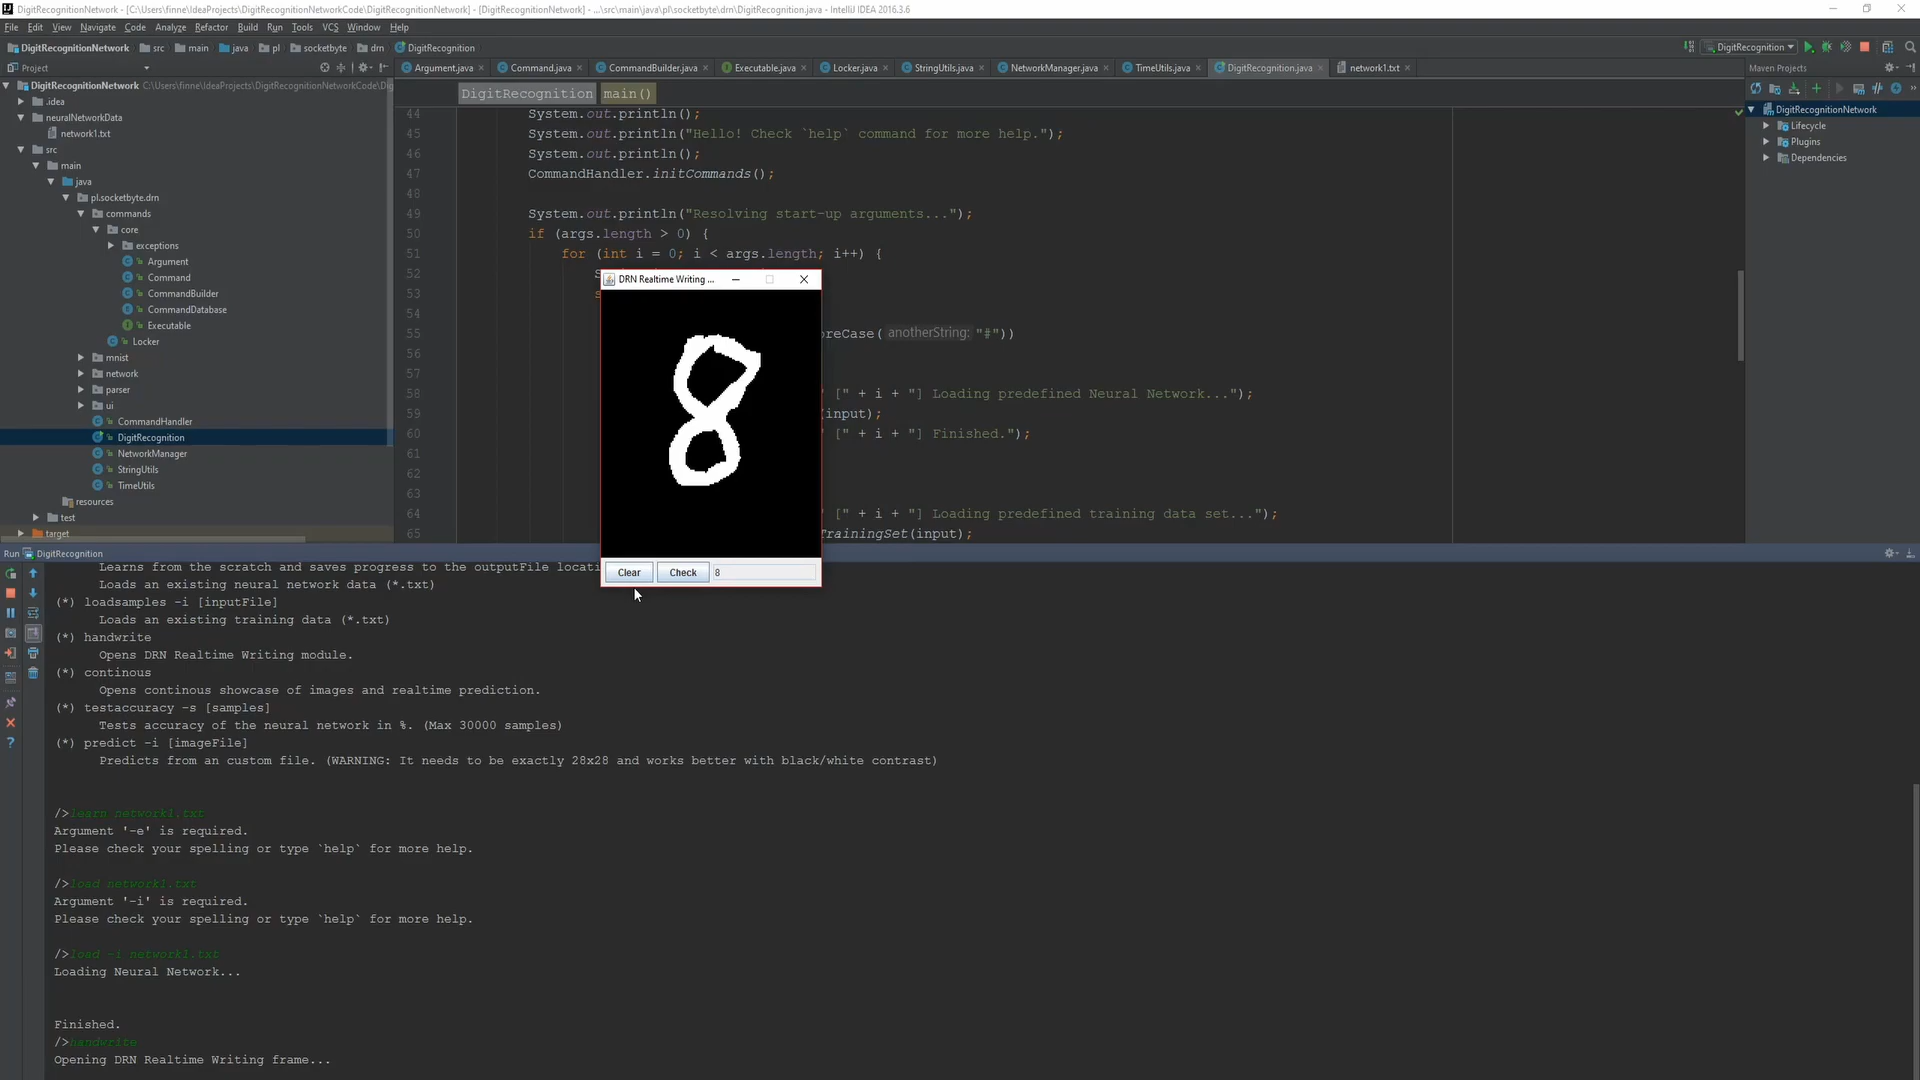 DigitRecognitionNetwork - [C:\Users\finne\IdeaProjects\DigitRecognitionNetworkCode\DigitRecognitionNetwork] - [DigitRecognitionNetwork] - ...\src\main\java\pl\socketbyte\drn\DigitRecognition.java - IntelliJ IDEA 2016.3.6
File Edit View Navigate Code Analyze Refactor Build Run Tools VCS Window Help
DigitRecognitionNetwork src main java pl socketbyte drn DigitRecognition
DigitRecognition
Project
Argument.java Command.java CommandBuilder.java Executable.java Locker.java StringUtils.java NetworkManager.java TimeUtils.java DigitRecognition.java network1.txt
Maven Projects
DigitRecognitionNetwork C:\Users\finne\IdeaProjects\DigitRecognitionNetworkCode\Dig
.idea
neuralNetworkData
network1.txt
src
main
java
pl.socketbyte.drn
commands
core
exceptions
Argument
Command
CommandBuilder
CommandDatabase
Executable
Locker
mnist
network
parser
ui
CommandHandler
DigitRecognition
NetworkManager
StringUtils
TimeUtils
resources
test
target
DigitRecognition main()
44 System.out.println();
45 System.out.println("Hello! Check `help` command for more help.");
46 System.out.println();
47 CommandHandler.initCommands();
48
49 System.out.println("Resolving start-up arguments...");
50 if (args.length > 0) {
51 for (int i = 0; i < args.length; i++) {
52 S
53 s
54
55 oreCase( anotherString: "#"))
56
57
58 " [" + i + "] Loading predefined Neural Network...");
59 (input);
60 " [" + i + "] Finished.");
61
62
63
64 " [" + i + "] Loading predefined training data set...");
65 TrainingSet(input);
DigitRecognitionNetwork
Lifecycle
Plugins
Dependencies
DRN Realtime Writing ...
8
Clear Check 8
Run DigitRecognition
Learns from the scratch and saves progress to the outputFile locati
Loads an existing neural network data (*.txt)
(*) loadsamples -i [inputFile]
Loads an existing training data (*.txt)
(*) handwrite
Opens DRN Realtime Writing module.
(*) continous
Opens continous showcase of images and realtime prediction.
(*) testaccuracy -s [samples]
Tests accuracy of the neural network in %. (Max 30000 samples)
(*) predict -i [imageFile]
Predicts from an custom file. (WARNING: It needs to be exactly 28x28 and works better with black/white contrast)
/>learn network1.txt
Argument '-e' is required.
Please check your spelling or type `help` for more help.
/>load network1.txt
Argument '-i' is required.
Please check your spelling or type `help` for more help.
/>load -i network1.txt
Loading Neural Network...
Finished.
/>handwrite
Opening DRN Realtime Writing frame...